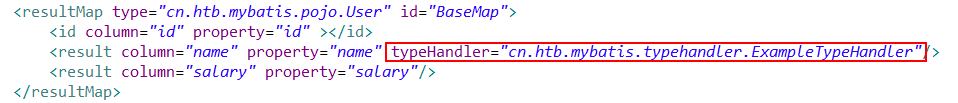 <resultMap type="cn.htb.mybatis.pojo.User" id="BaseMap">
<id column="id" property="id" ></id>
<result column="name" property="name" typeHandler="cn.htb.mybatis.typehandler.ExampleTypeHandler"/>
<result column="salary" property="salary"/>
</resultMap>